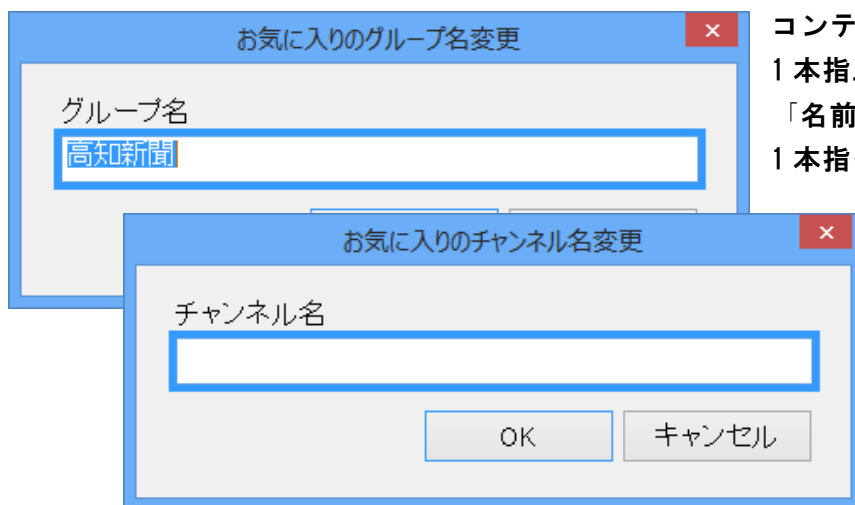 お気に入りのグループ名変更
グループ名
高知新聞
お気に入りのチャンネル名変更
チャンネル名
OK
キャンセル
コンテ
1本指
「名前
1本指